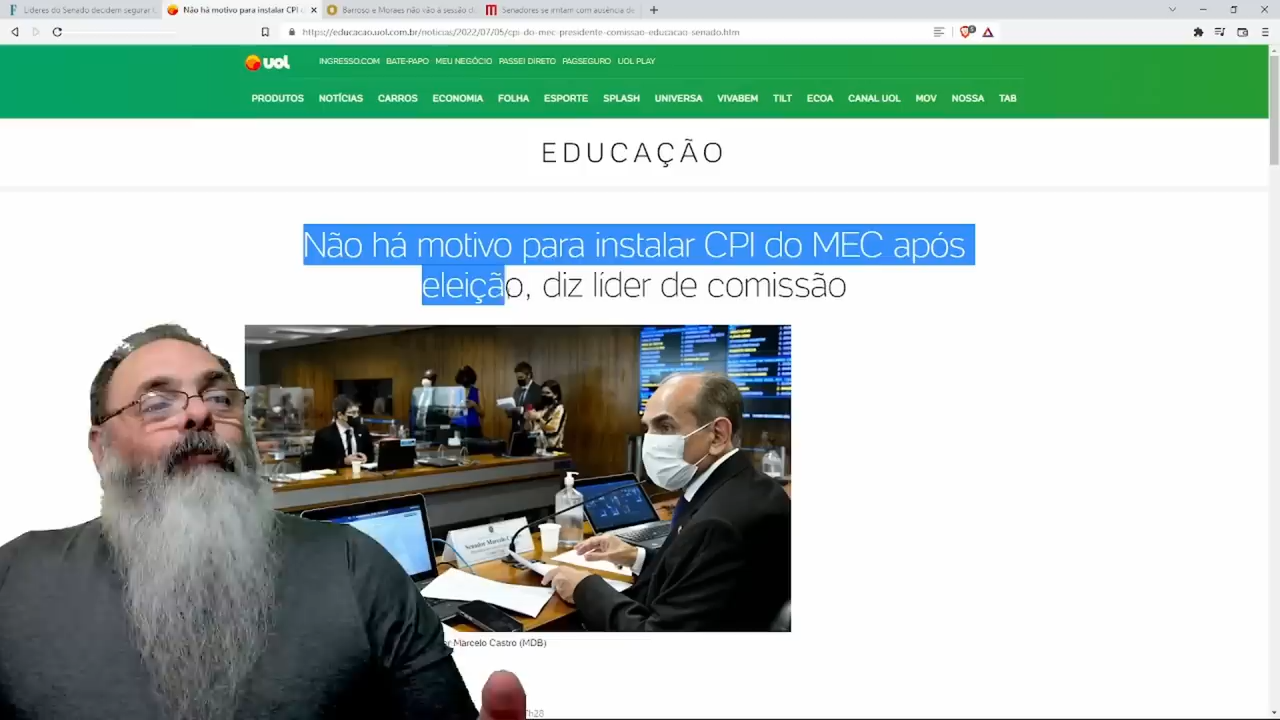 Líderes do Senado decidem segurar
Não há motivo para instalar CPI
Barroso e Moraes não vão à sessão d
Senadores se irritam com ausência de
https://educacao.uol.com.br/noticias/2022/07/05/cpi-do-mec-presidente-comissao-educacao-senado.htm
UOL
INGRESSO.COM BATE-PAPO MEU NEGÓCIO PASSEI DIRETO PAGSEGURO UOL PLAY
PRODUTOS NOTÍCIAS CARROS ECONOMIA FOLHA ESPORTE SPLASH UNIVERSA VIVABEM TILT ECOA CANAL UOL MOV NOSSA TAB
EDUCAÇÃO
Não há motivo para instalar CPI do MEC após
eleição, diz líder de comissão
Senador Marcelo
Marcelo Castro (MDB)
7h28